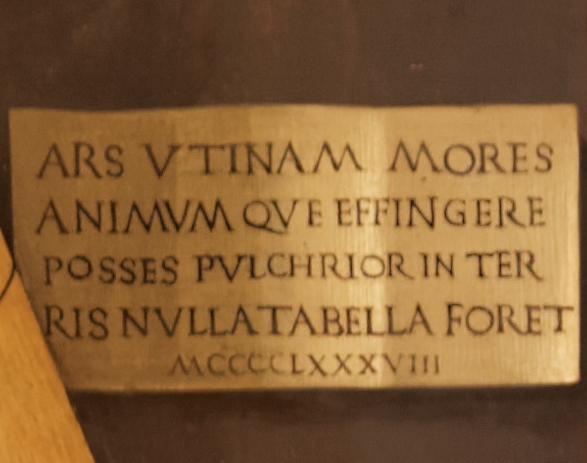 ARS VTINAM MORES
ANIMVM QVE EFFINGERE
POSSES PVLCHRIOR IN TER
RIS NVLLA TABELLA FORET
MCCCCLXXXVIII